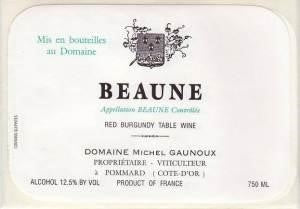 Mis en bouteilles
au Domaine
BEAUNE
Appellation BEAUNE Contrôlée
RED BURGUNDY TABLE WINE
DOMAINE MICHEL GAUNOUX
PROPRIÉTAIRE - VITICULTEUR
à POMMARD (CÔTE-D'OR)
ALCOHOL 12.5% BY VOL PRODUCT OF FRANCE 750 ML